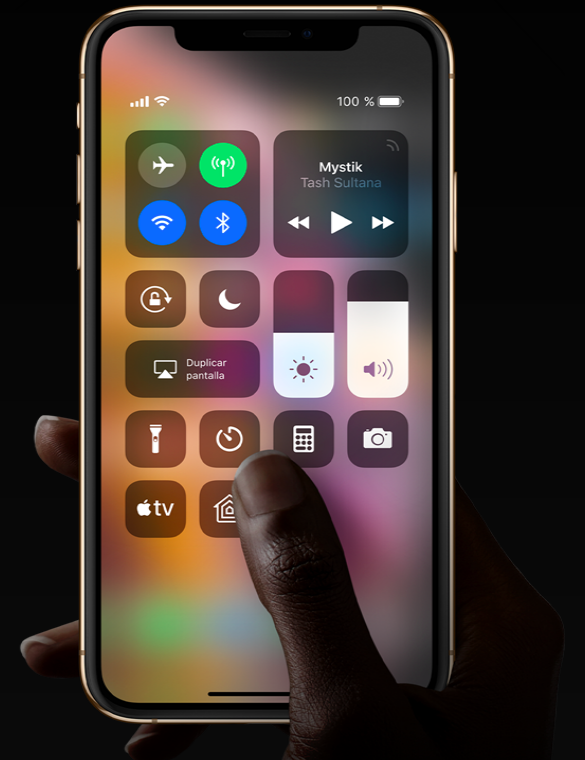 100 %
Mystik
Tash Sultana
Duplicar
pantalla
tv